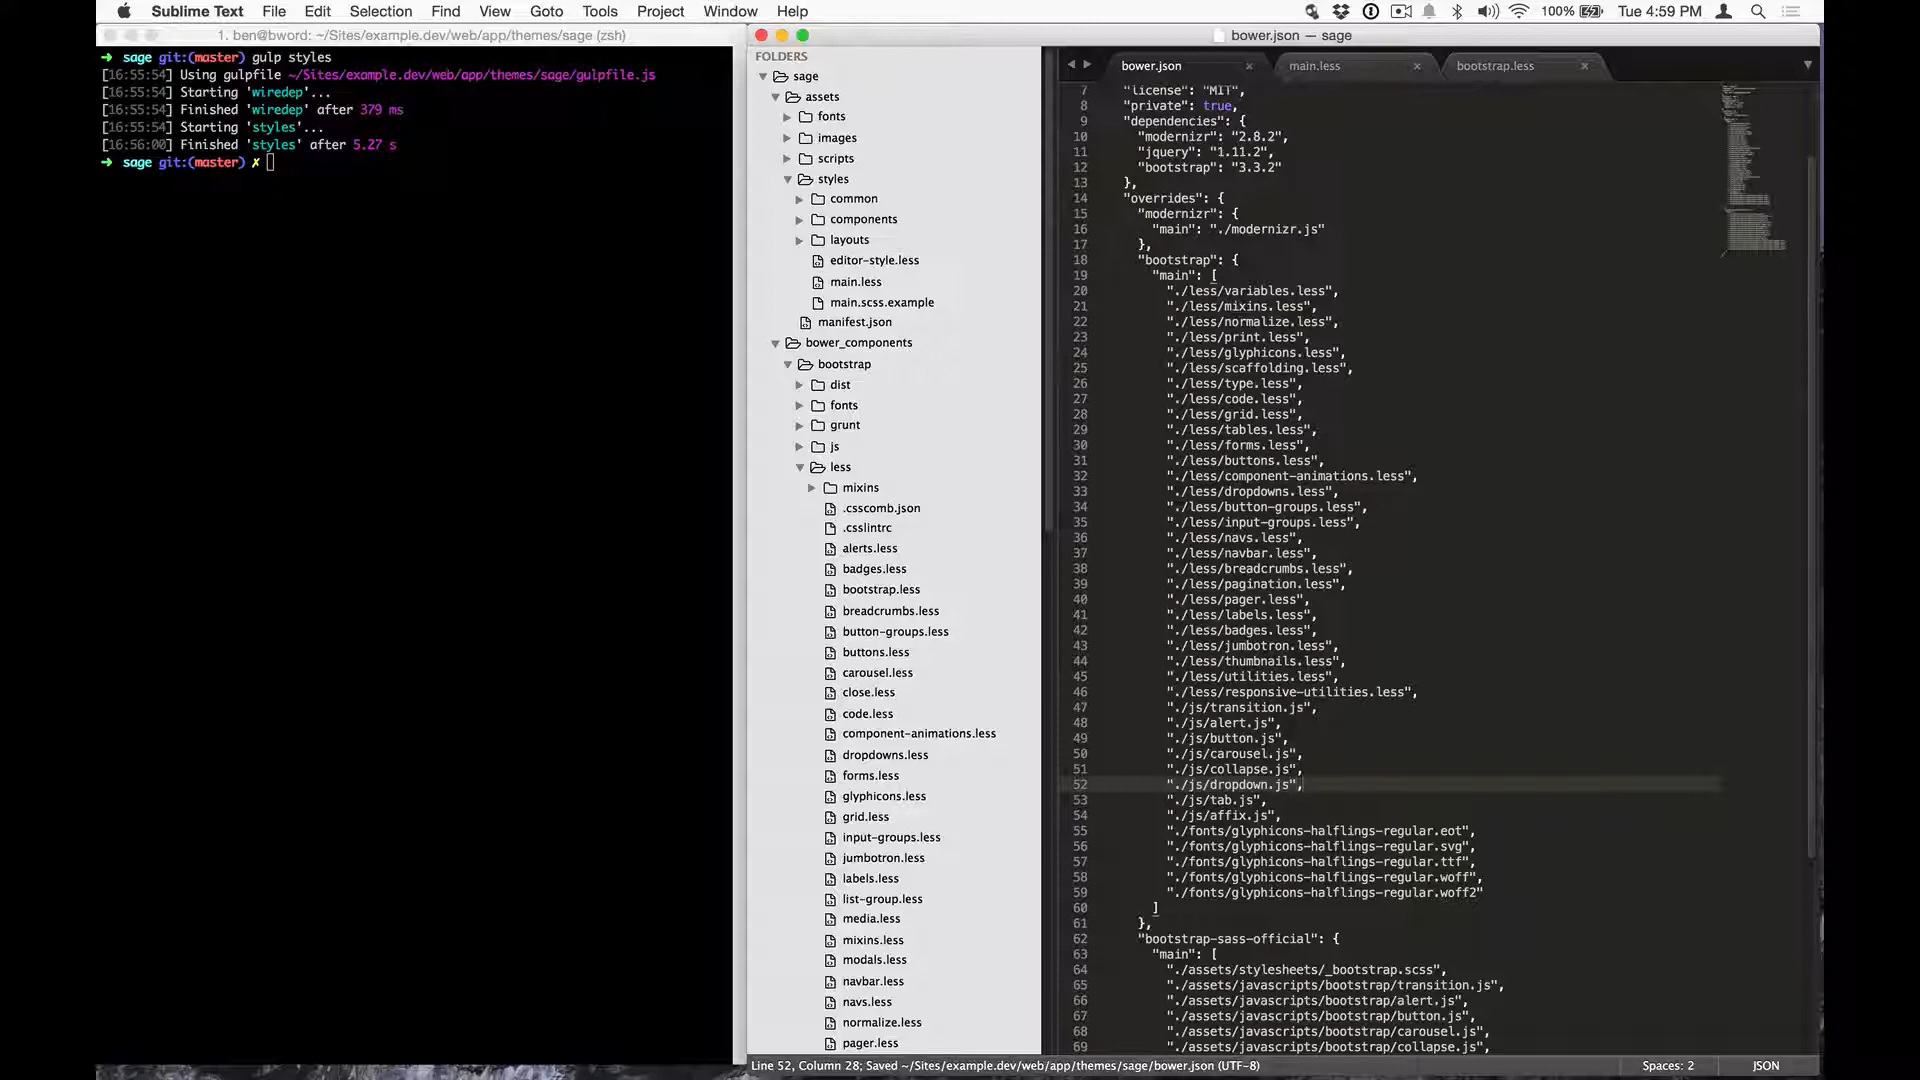 Sublime Text File Edit Selection Find View Goto Tools Project Window Help 100% Tue 4:59 PM
1. ben@bword: ~/Sites/example.dev/web/app/themes/sage (zsh)
➜ sage git:(master) gulp styles
[16:55:54] Using gulpfile ~/Sites/example.dev/web/app/themes/sage/gulpfile.js
[16:55:54] Starting 'wiredep'...
[16:55:54] Finished 'wiredep' after 379 ms
[16:55:54] Starting 'styles'...
[16:56:00] Finished 'styles' after 5.27 s
➜ sage git:(master) ✗
bower.json — sage
FOLDERS
sage
assets
fonts
images
scripts
styles
common
components
layouts
editor-style.less
main.less
main.scss.example
manifest.json
bower_components
bootstrap
dist
fonts
grunt
js
less
mixins
.csscomb.json
.csslintrc
alerts.less
badges.less
bootstrap.less
breadcrumbs.less
button-groups.less
buttons.less
carousel.less
close.less
code.less
component-animations.less
dropdowns.less
forms.less
glyphicons.less
grid.less
input-groups.less
jumbotron.less
labels.less
list-group.less
media.less
mixins.less
modals.less
navbar.less
navs.less
normalize.less
pager.less
bower.json × main.less × bootstrap.less ×
7 "license": "MIT",
8 "private": true,
9 "dependencies": {
10 "modernizr": "2.8.2",
11 "jquery": "1.11.2",
12 "bootstrap": "3.3.2"
13 },
14 "overrides": {
15 "modernizr": {
16 "main": "./modernizr.js"
17 },
18 "bootstrap": {
19 "main": [
20 "./less/variables.less",
21 "./less/mixins.less",
22 "./less/normalize.less",
23 "./less/print.less",
24 "./less/glyphicons.less",
25 "./less/scaffolding.less",
26 "./less/type.less",
27 "./less/code.less",
28 "./less/grid.less",
29 "./less/tables.less",
30 "./less/forms.less",
31 "./less/buttons.less",
32 "./less/component-animations.less",
33 "./less/dropdowns.less",
34 "./less/button-groups.less",
35 "./less/input-groups.less",
36 "./less/navs.less",
37 "./less/navbar.less",
38 "./less/breadcrumbs.less",
39 "./less/pagination.less",
40 "./less/pager.less",
41 "./less/labels.less",
42 "./less/badges.less",
43 "./less/jumbotron.less",
44 "./less/thumbnails.less",
45 "./less/utilities.less",
46 "./less/responsive-utilities.less",
47 "./js/transition.js",
48 "./js/alert.js",
49 "./js/button.js",
50 "./js/carousel.js",
51 "./js/collapse.js",
52 "./js/dropdown.js",
53 "./js/tab.js",
54 "./js/affix.js",
55 "./fonts/glyphicons-halflings-regular.eot",
56 "./fonts/glyphicons-halflings-regular.svg",
57 "./fonts/glyphicons-halflings-regular.ttf",
58 "./fonts/glyphicons-halflings-regular.woff",
59 "./fonts/glyphicons-halflings-regular.woff2"
60 ]
61 },
62 "bootstrap-sass-official": {
63 "main": [
64 "./assets/stylesheets/_bootstrap.scss",
65 "./assets/javascripts/bootstrap/transition.js",
66 "./assets/javascripts/bootstrap/alert.js",
67 "./assets/javascripts/bootstrap/button.js",
68 "./assets/javascripts/bootstrap/carousel.js",
69 "./assets/javascripts/bootstrap/collapse.js",
Line 52, Column 28; Saved ~/Sites/example.dev/web/app/themes/sage/bower.json (UTF-8) Spaces: 2 JSON